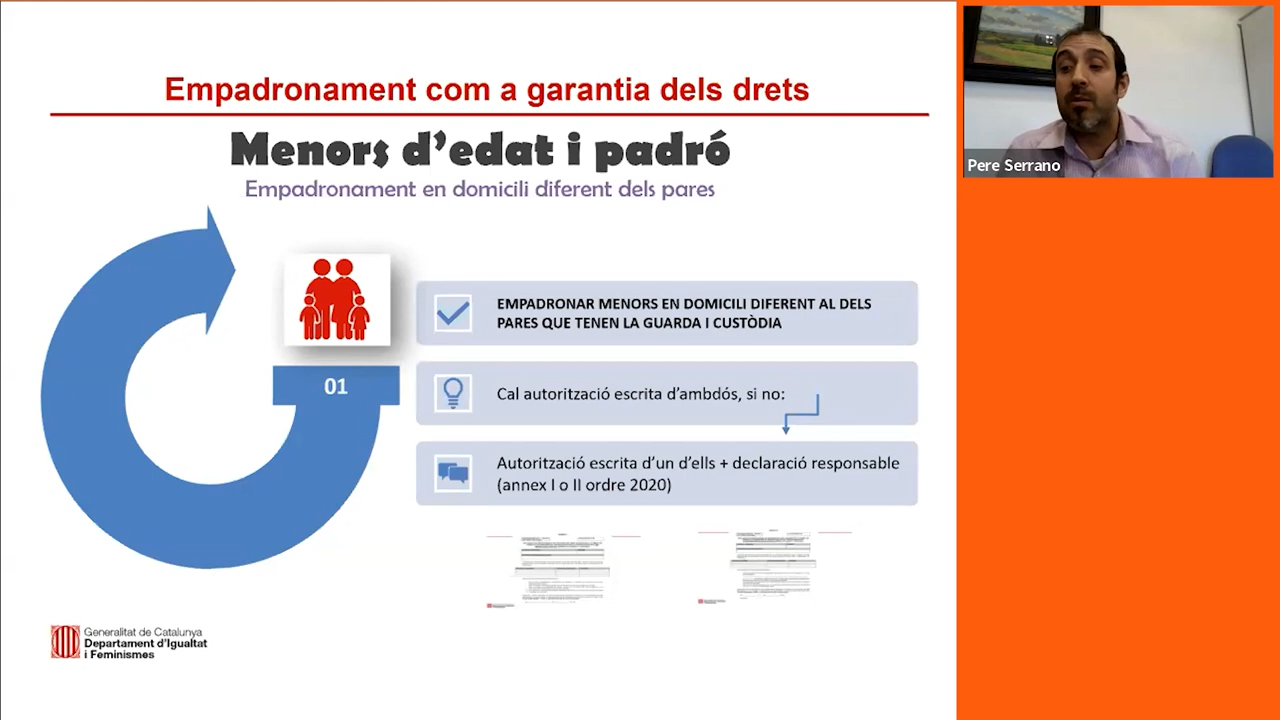 Empadronament com a garantia dels drets
Menors d'edat i padró
Empadronament en domicili diferent dels pares
EMPADRONAR MENORS EN DOMICILI DIFERENT AL DELS
PARES QUE TENEN LA GUARDA I CUSTÒDIA
01
Cal autorització escrita d'ambdós, si no:
Autorització escrita d'un d'ells + declaració responsable
(annex I o II ordre 2020)
Generalitat de Catalunya
Departament d'Igualtat
i Feminismes
Pere Serrano